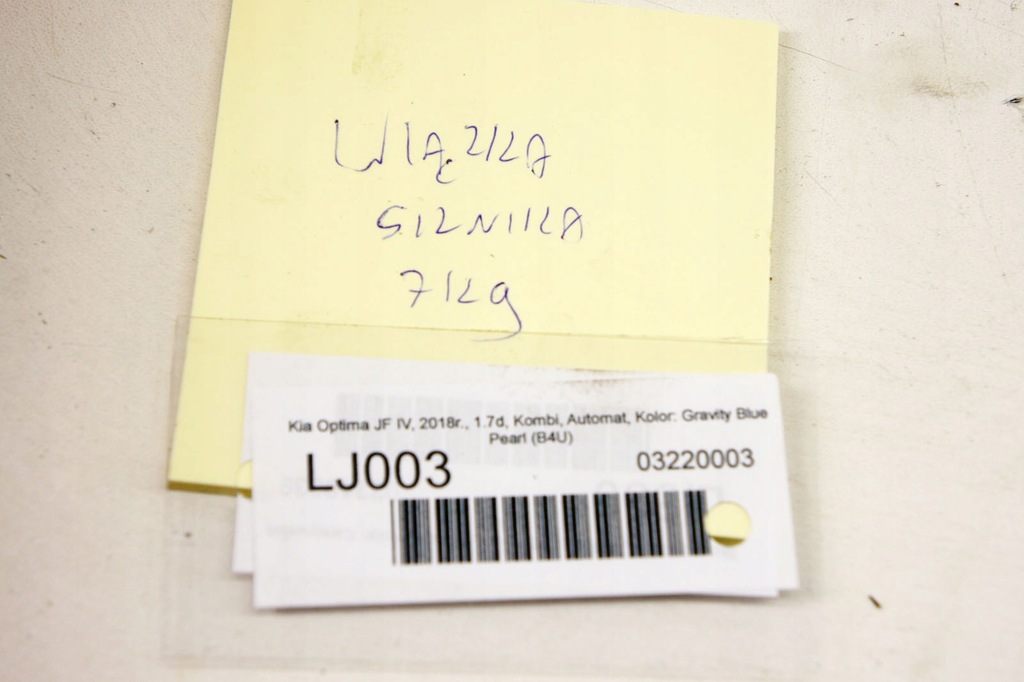 WIĄZKA
SILNIKA
7kg
Kia Optima JF IV, 2018r., 1.7d, Kombi, Automat, Kolor: Gravity Blue
Pearl (B4U)
LJ003
03220003